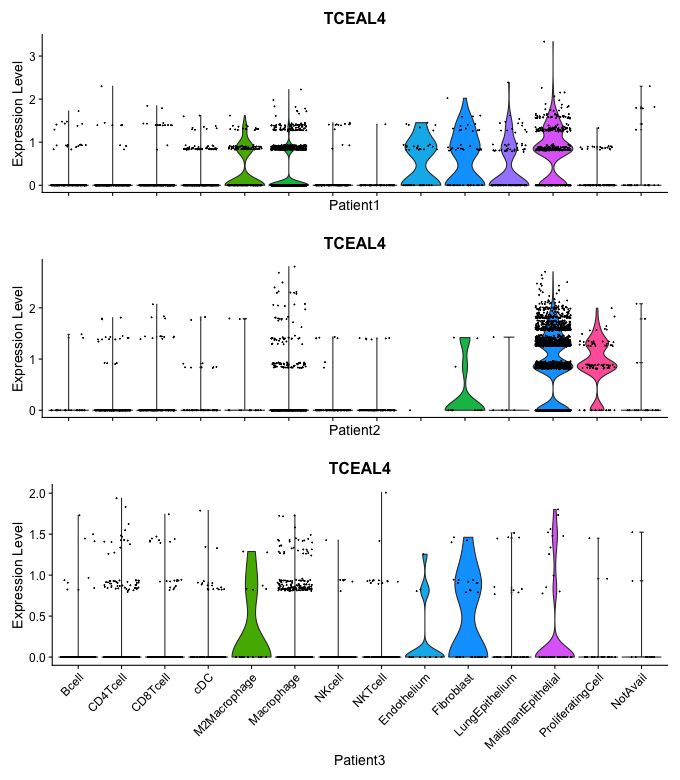 TCEAL4
Expression Level
3
2
1
0
Patient1
TCEAL4
Expression Level
2
1
0
Patient2
TCEAL4
Expression Level
2.0
1.5
1.0
0.5
0.0
Bcell
CD4Tcell
CD8Tcell
cDC
M2Macrophage
Macrophage
NKcell
NKTcell
Endothelium
Fibroblast
LungEpithelium
MalignantEpithelial
ProliferatingCell
NotAvail
Patient3